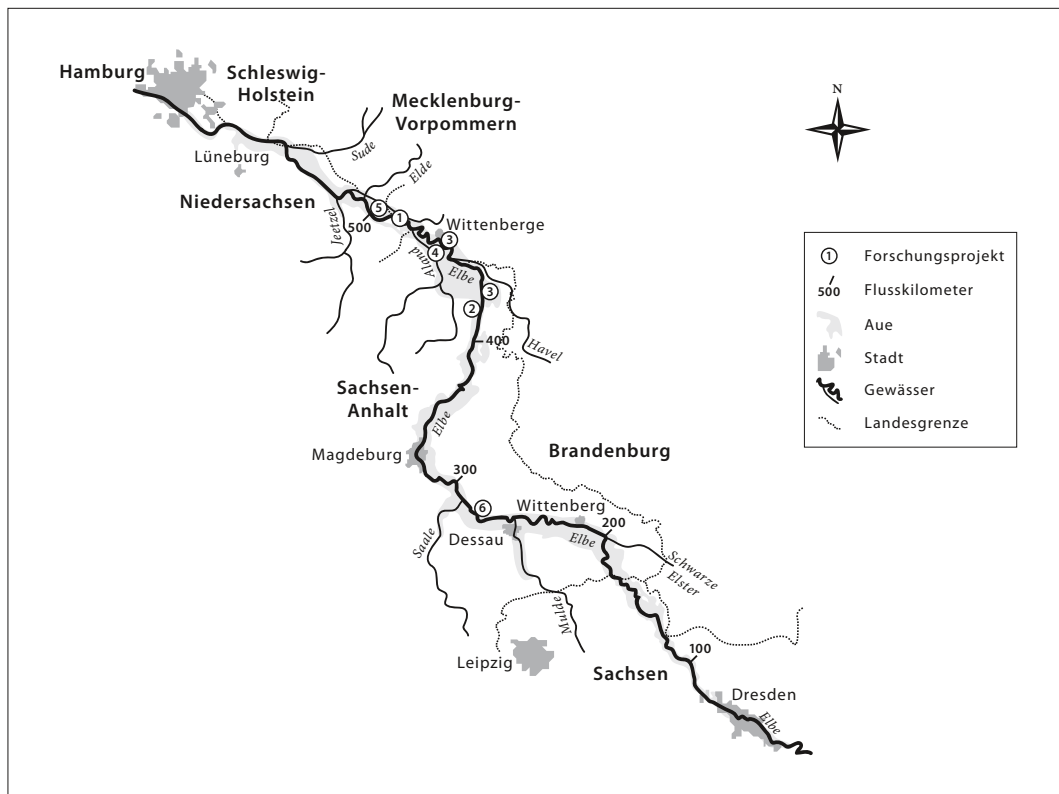 Hamburg
Schleswig-
Holstein
Mecklenburg-
Vorpommern
N
Lüneburg
Sude
Elde
Niedersachsen
Jeetzel
500
5
1
Wittenberge
3
4
Aland
Elbe
3
2
Havel
400
Sachsen-
Anhalt
Elbe
Magdeburg
Brandenburg
300
6
Wittenberg
200
Dessau
Elbe
Saale
Schwarze
Elster
Mulde
Leipzig
Sachsen
100
Dresden
Elbe
1 Forschungsprojekt
500 Flusskilometer
Aue
Stadt
Gewässer
Landesgrenze